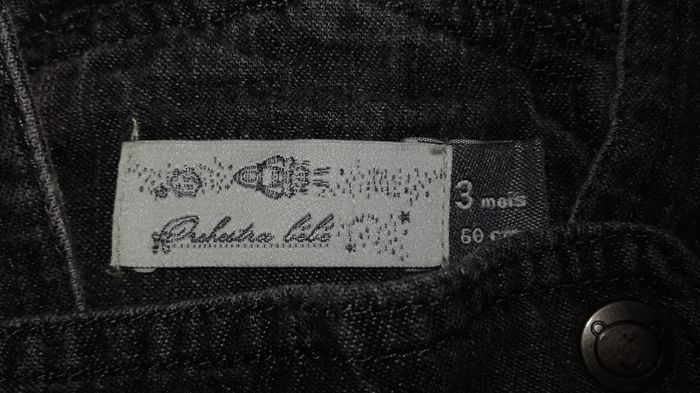 Orchestra bébé
3 mois
60 cm